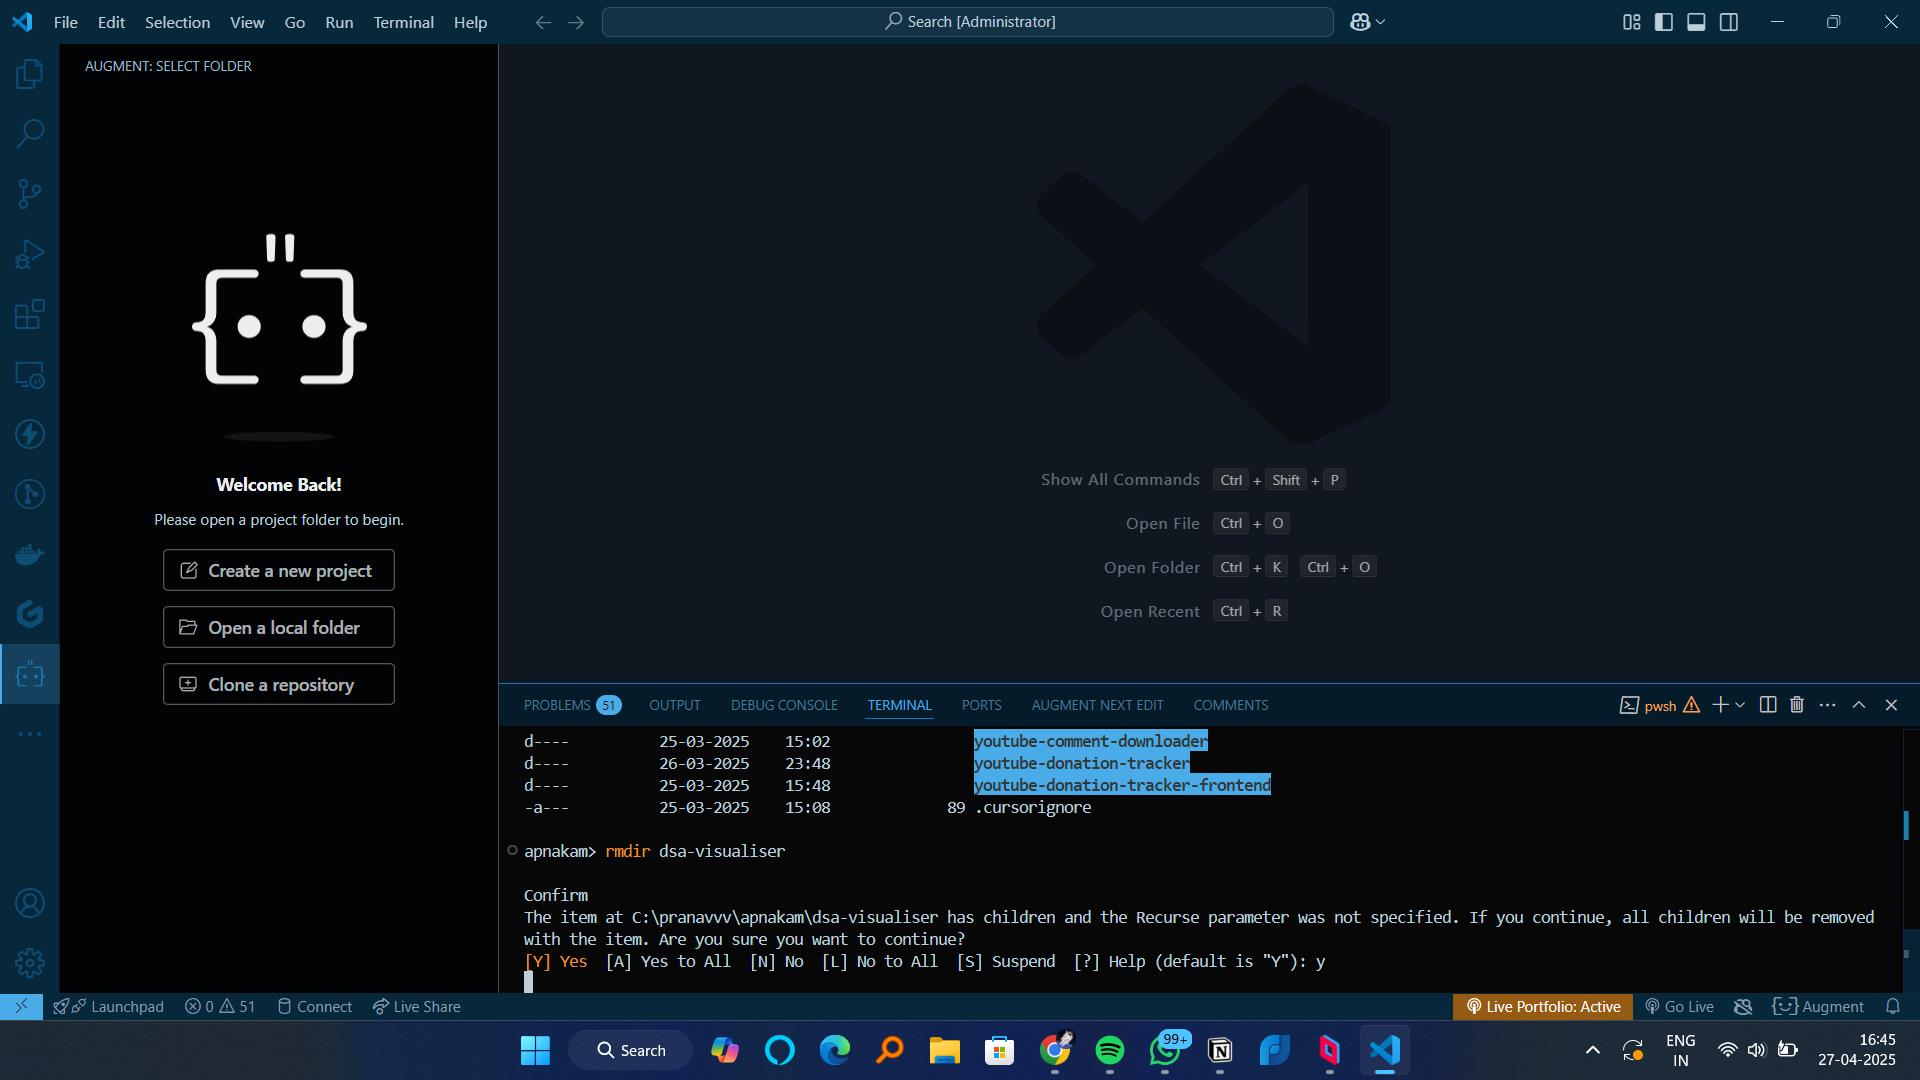 File Edit Selection View Go Run Terminal Help
Search [Administrator]
AUGMENT: SELECT FOLDER
Welcome Back!
Please open a project folder to begin.
Create a new project
Open a local folder
Clone a repository
Show All Commands Ctrl + Shift + P
Open File Ctrl + O
Open Folder Ctrl + K Ctrl + O
Open Recent Ctrl + R
PROBLEMS 51 OUTPUT DEBUG CONSOLE TERMINAL PORTS AUGMENT NEXT EDIT COMMENTS
pwsh
d---- 25-03-2025 15:02 youtube-comment-downloader
d---- 26-03-2025 23:48 youtube-donation-tracker
d---- 25-03-2025 15:48 youtube-donation-tracker-frontend
-a--- 25-03-2025 15:08 89 .cursorignore
apnakam> rmdir dsa-visualiser
Confirm
The item at C:\pranavvv\apnakam\dsa-visualiser has children and the Recurse parameter was not specified. If you continue, all children will be removed
with the item. Are you sure you want to continue?
[Y] Yes [A] Yes to All [N] No [L] No to All [S] Suspend [?] Help (default is "Y"): y
Launchpad 0 51 Connect Live Share
Live Portfolio: Active Go Live Augment
Search
99+
ENG
IN
16:45
27-04-2025